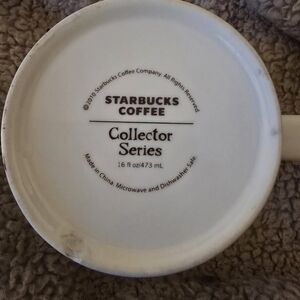 ©2010 Starbucks Coffee Company. All Rights Reserved
STARBUCKS
COFFEE
Collector
Series
16 fl oz/473 mL
Made in China. Microwave and Dishwasher Safe.